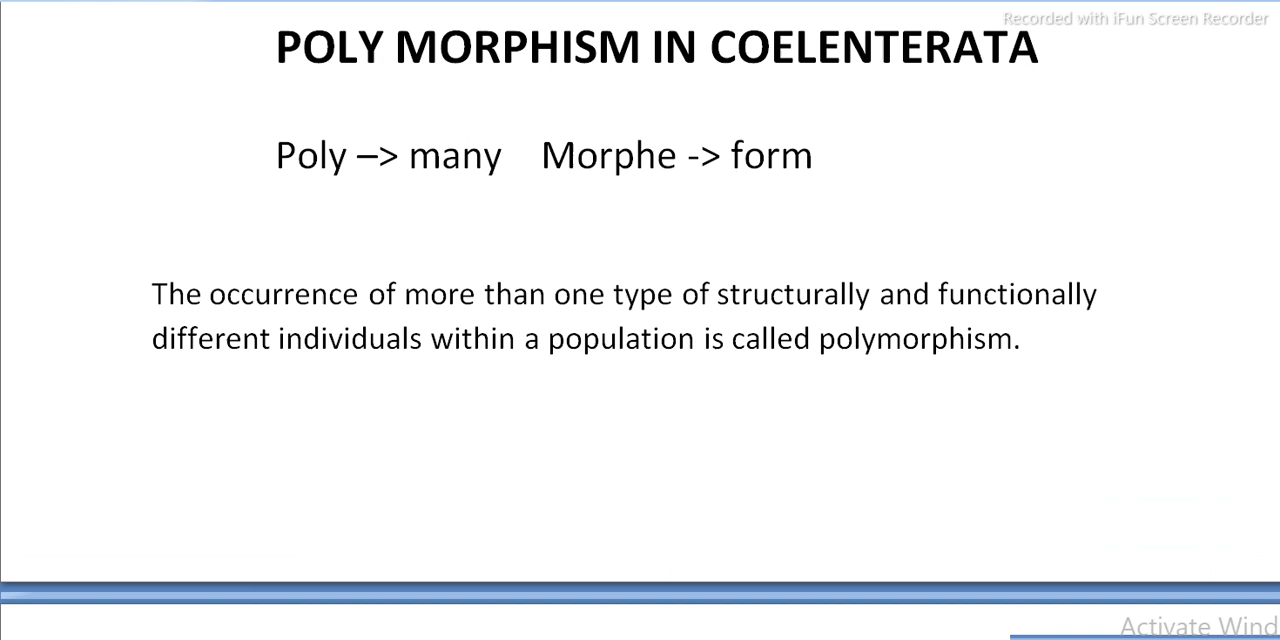 Recorded with iFun Screen Recorder
POLY MORPHISM IN COELENTERATA
Poly –> many Morphe -> form
The occurrence of more than one type of structurally and functionally
different individuals within a population is called polymorphism.
Activate Wind